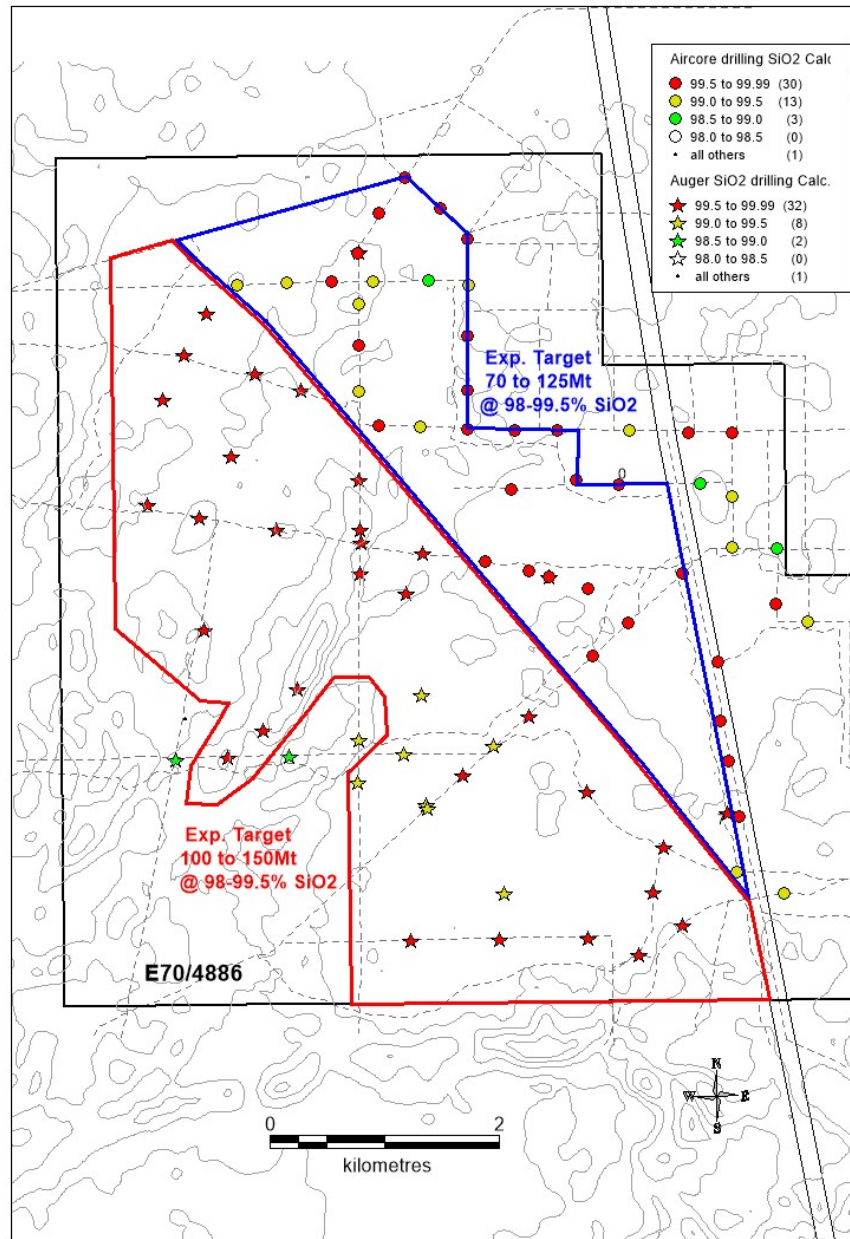 Aircore drilling SiO2 Calc
99.5 to 99.99 (30)
99.0 to 99.5 (13)
98.5 to 99.0 (3)
98.0 to 98.5 (0)
all others (1)
Auger SiO2 drilling Calc.
99.5 to 99.99 (32)
99.0 to 99.5 (8)
98.5 to 99.0 (2)
98.0 to 98.5 (0)
all others (1)
Exp. Target
70 to 125Mt
@ 98-99.5% SiO2
0
Exp. Target
100 to 150Mt
@ 98-99.5% SiO2
E70/4886
N
W E
S
0 2
kilometres